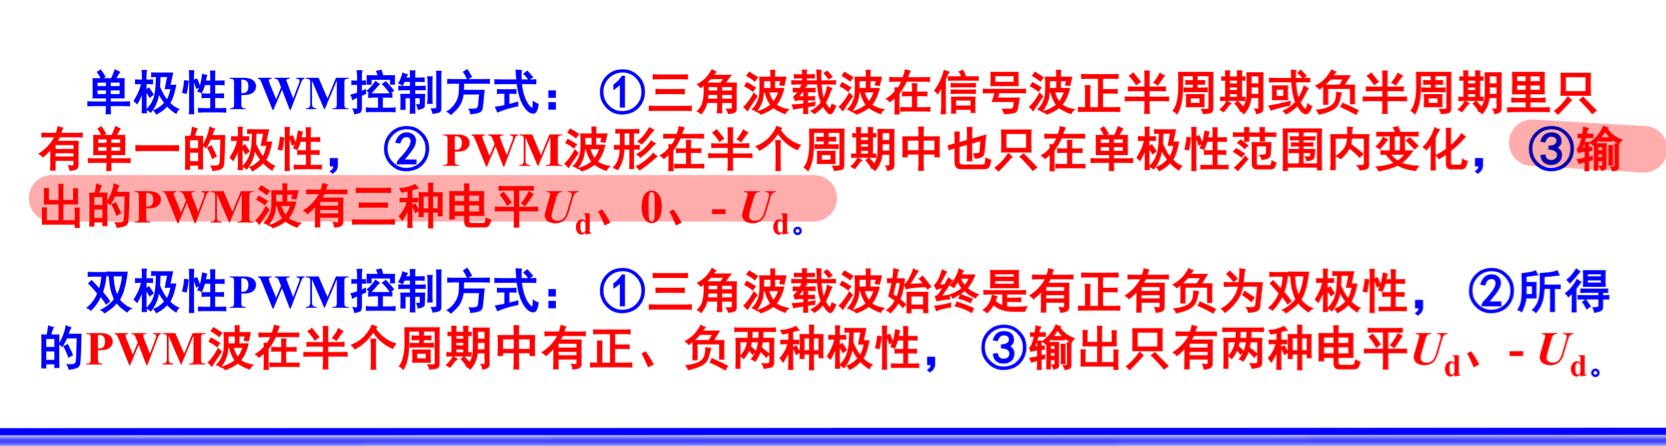 单极性PWM控制方式：①三角波载波在信号波正半周期或负半周期里只
有单一的极性，② PWM波形在半个周期中也只在单极性范围内变化，③输
出的PWM波有三种电平Ud、0、- Ud。
双极性PWM控制方式：①三角波载波始终是有正有负为双极性，②所得
的PWM波在半个周期中有正、负两种极性，③输出只有两种电平Ud、- Ud。